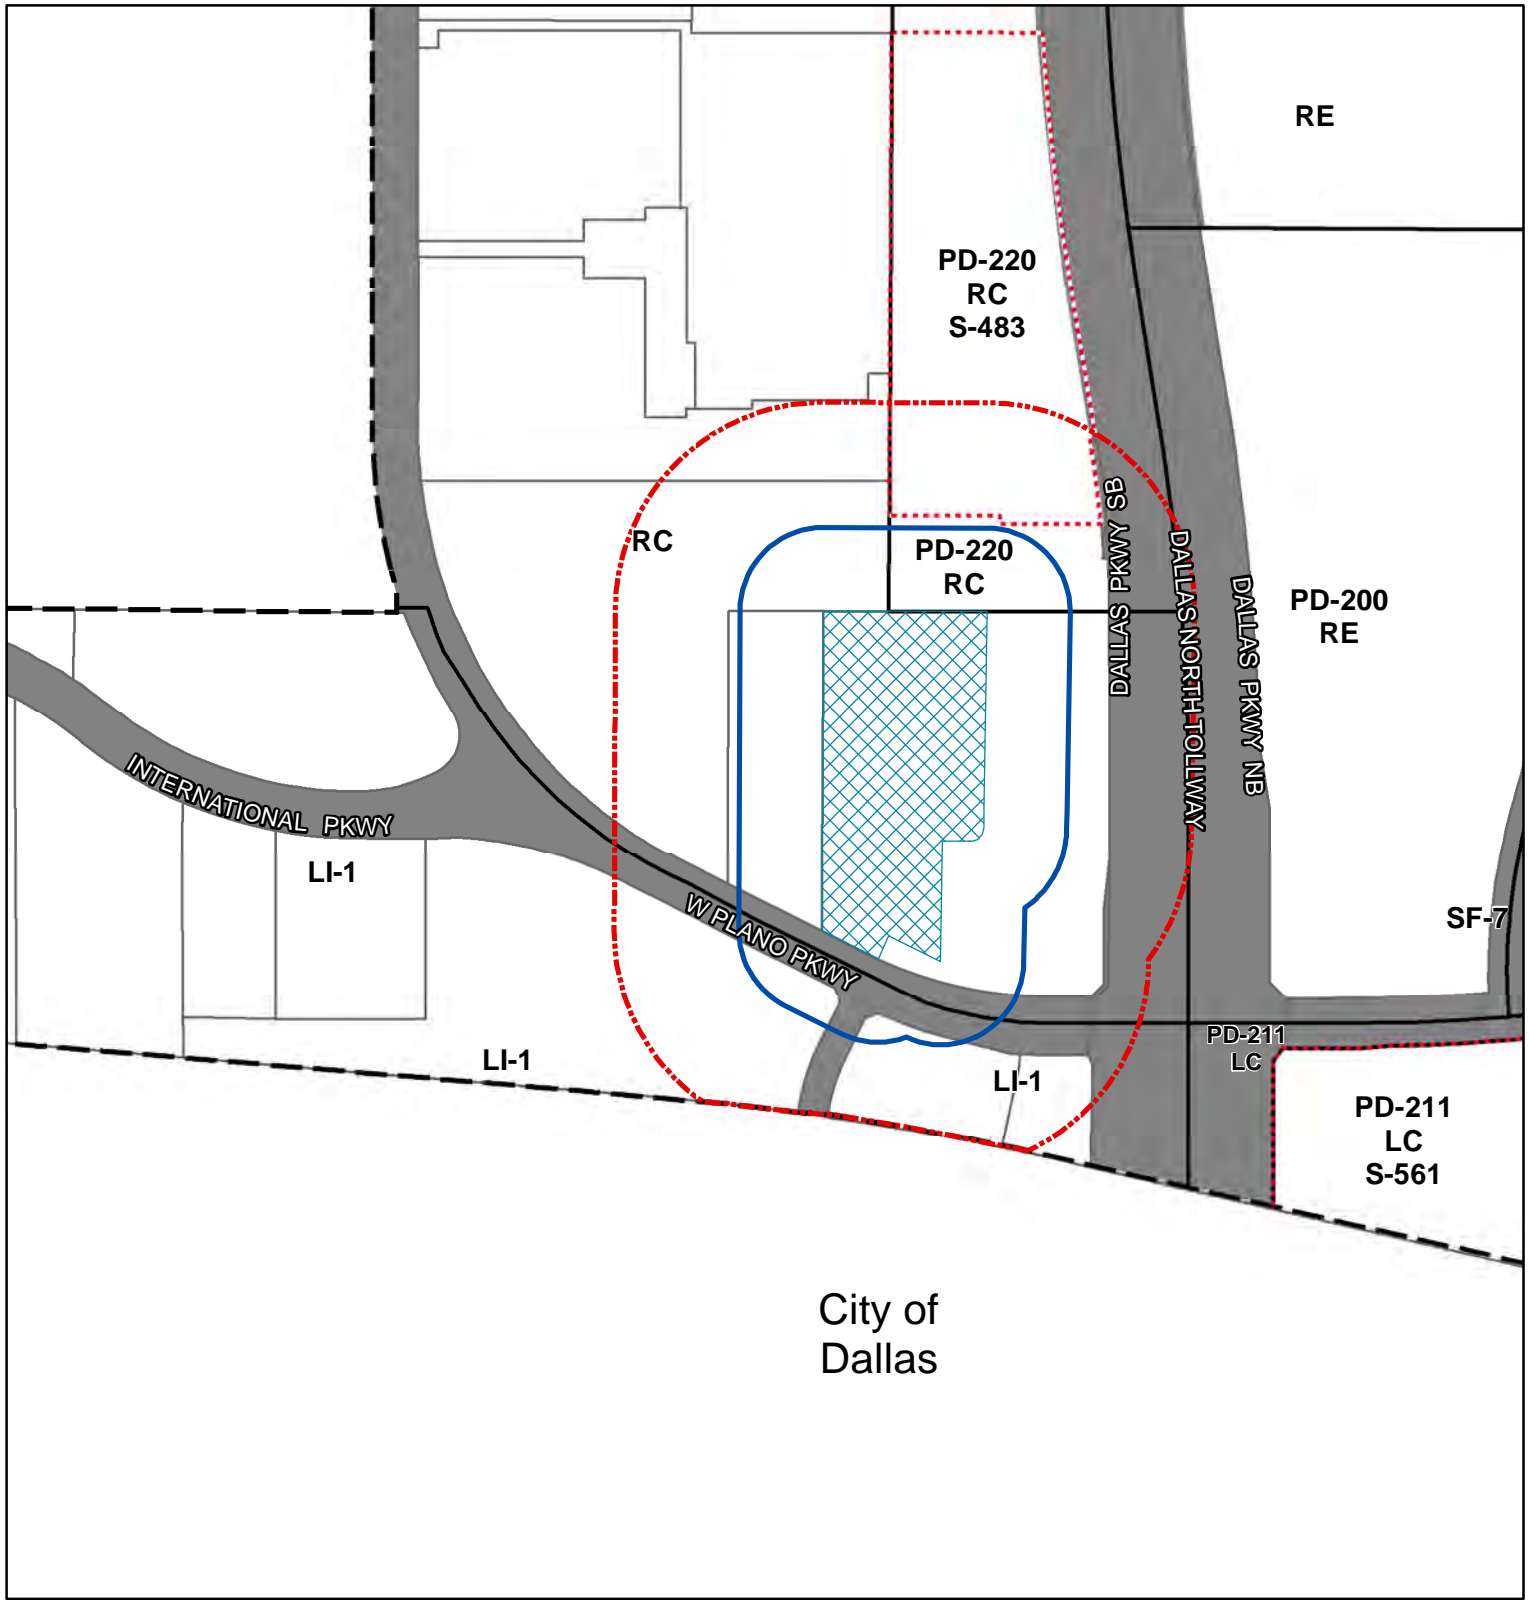 RE
PD-220
RC
S-483
RC
PD-220
RC
DALLAS PKWY SB
DALLAS NORTH TOLLWAY
DALLAS PKWY NB
PD-200
RE
INTERNATIONAL PKWY
LI-1
W PLANO PKWY
SF-7
PD-211
LC
LI-1
LI-1
PD-211
LC
S-561
City of
Dallas